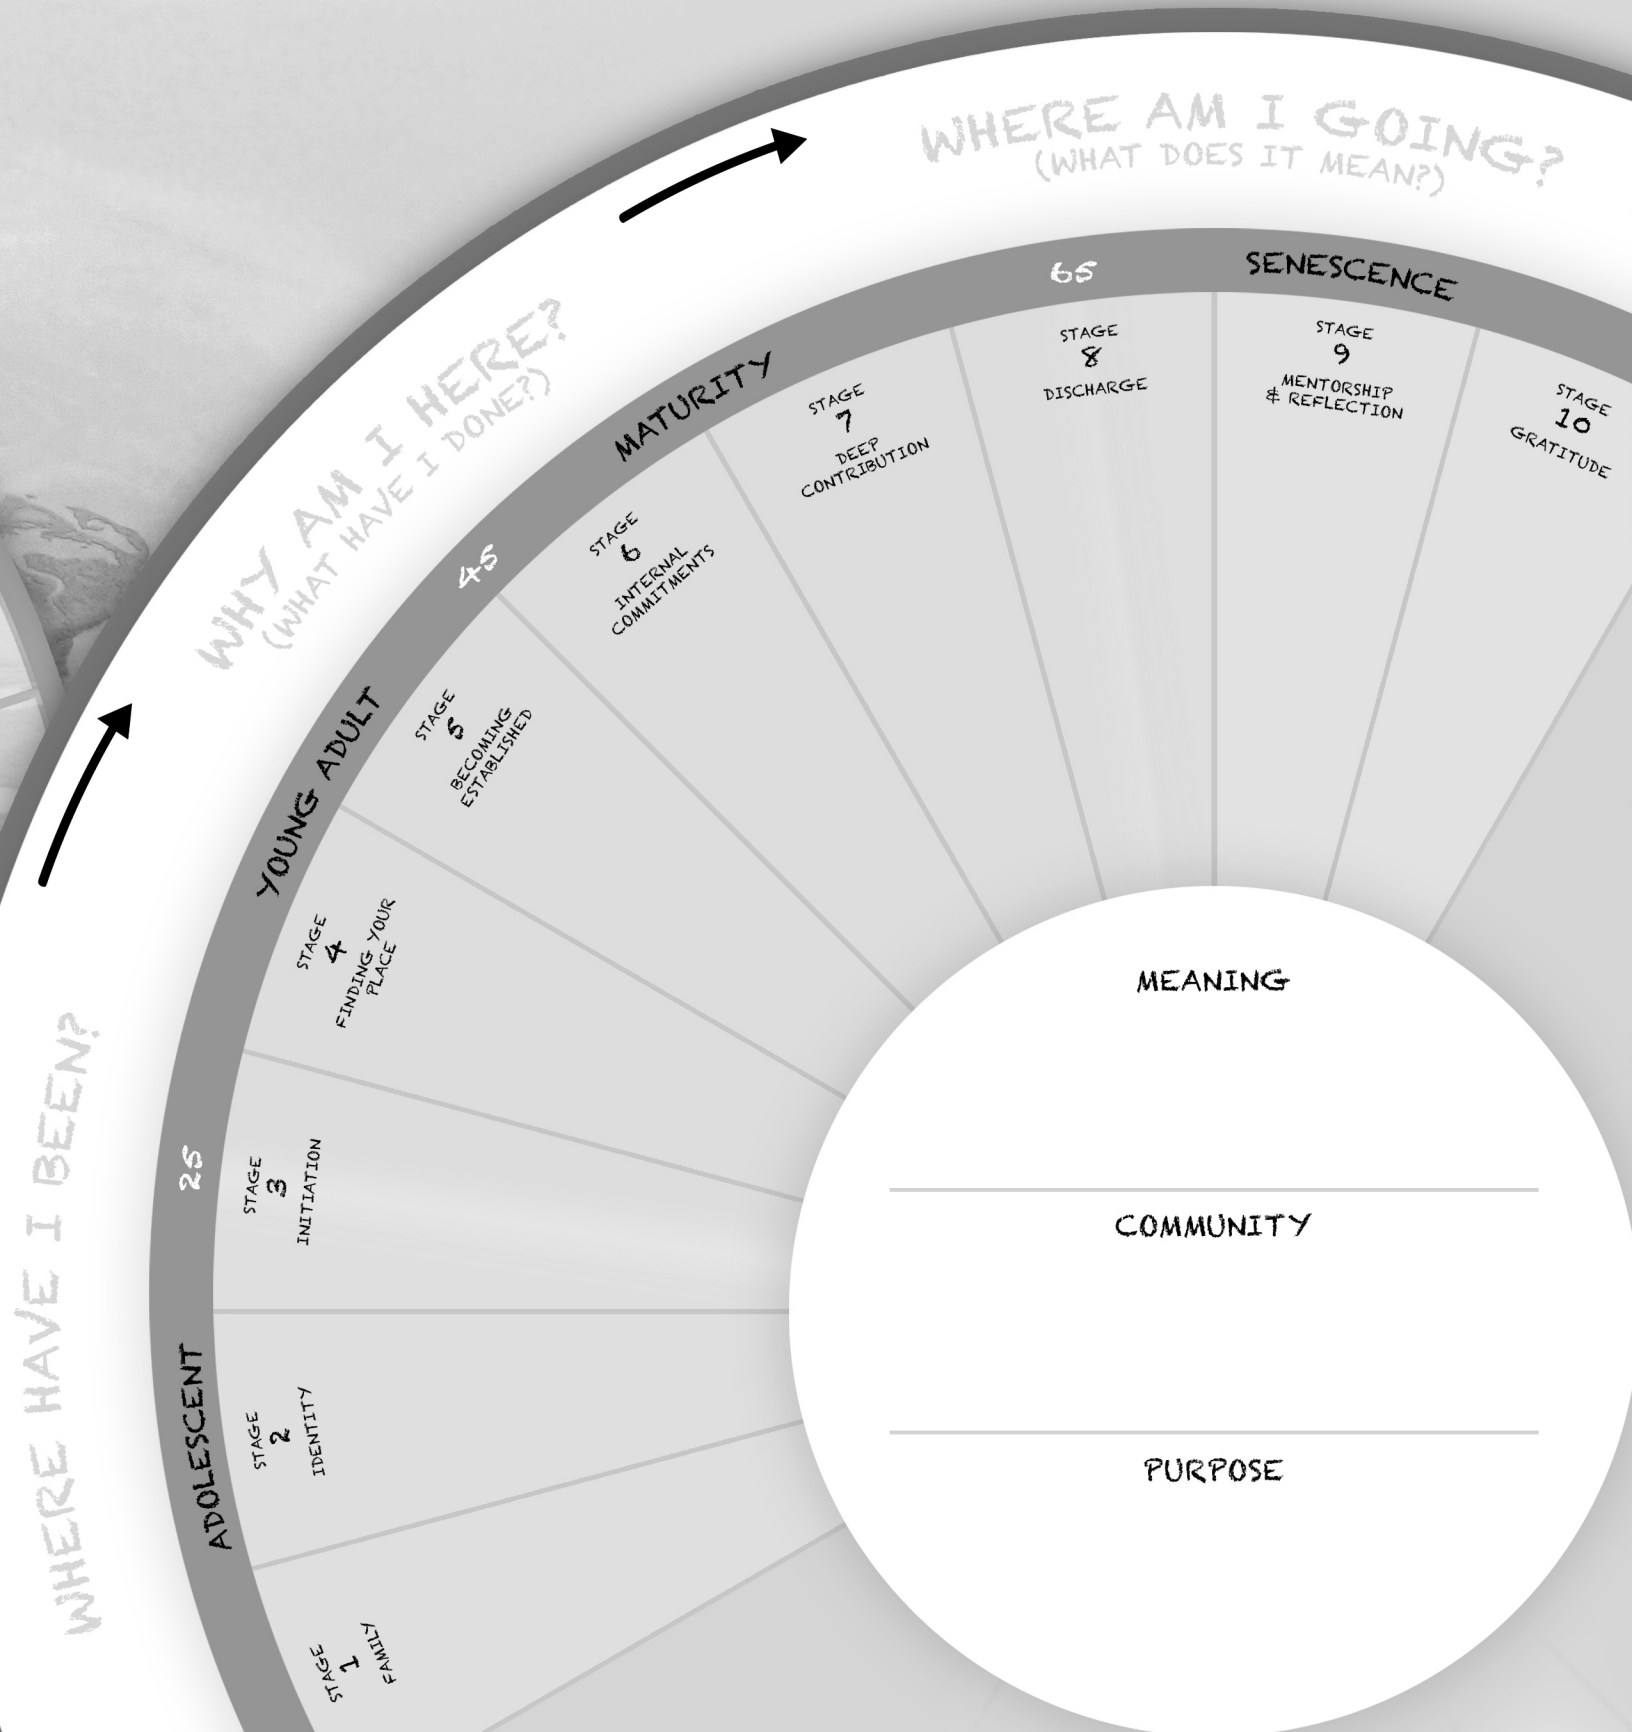 WHERE AM I GOING?
(WHAT DOES IT MEAN?)
WHY AM I HERE?
(WHAT HAVE I DONE?)
WHERE HAVE I BEEN?
ADOLESCENT
25
YOUNG ADULT
45
MATURITY
65
SENESCENCE
STAGE
1
FAMILY
STAGE
2
IDENTITY
STAGE
3
INITIATION
STAGE
4
FINDING YOUR
PLACE
STAGE
5
BECOMING
ESTABLISHED
STAGE
6
INTERNAL
COMMITMENTS
STAGE
7
DEEP
CONTRIBUTION
STAGE
8
DISCHARGE
STAGE
9
MENTORSHIP
& REFLECTION
STAGE
10
GRATITUDE
MEANING
COMMUNITY
PURPOSE